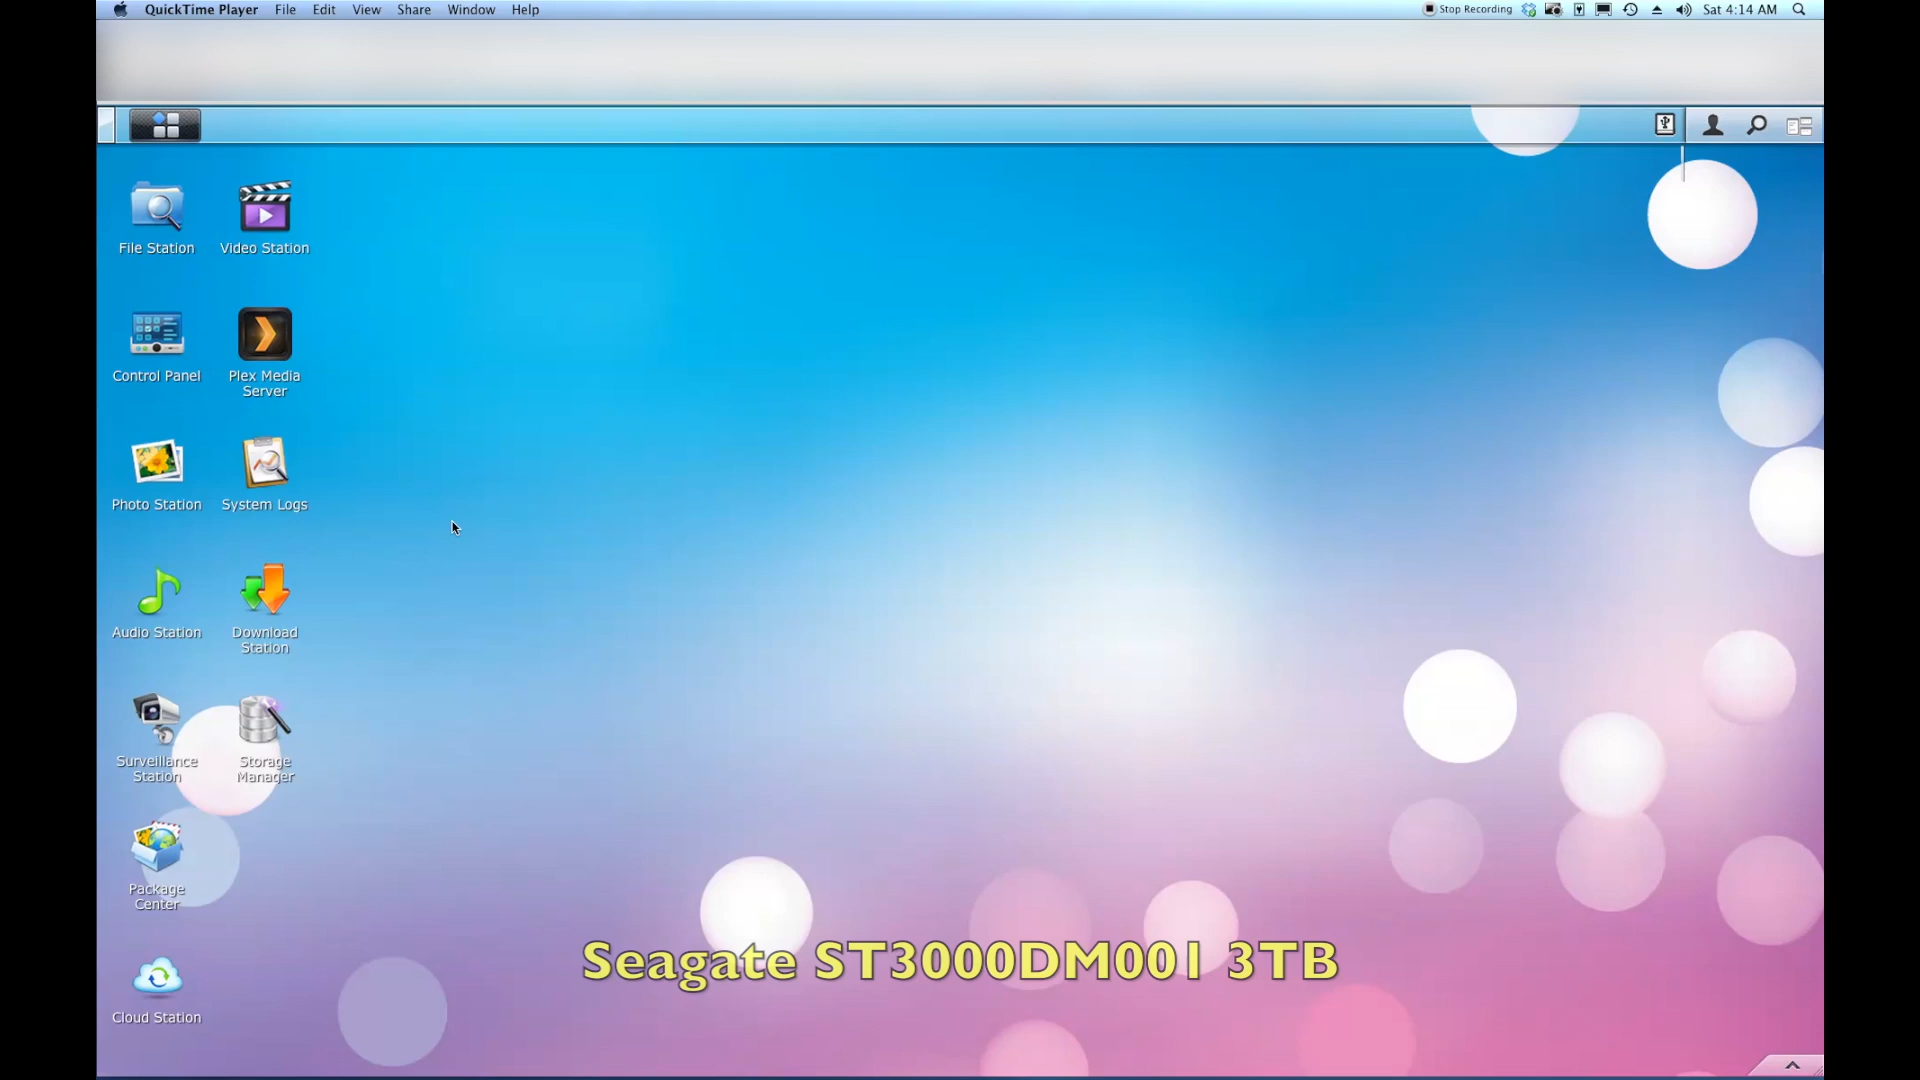 QuickTime Player File Edit View Share Window Help Stop Recording Sat 4:14 AM
File Station
Video Station
Control Panel
Plex Media
Server
Photo Station
System Logs
Audio Station
Download
Station
Surveillance
Station
Storage
Manager
Package
Center
Cloud Station
Seagate ST3000DM001 3TB